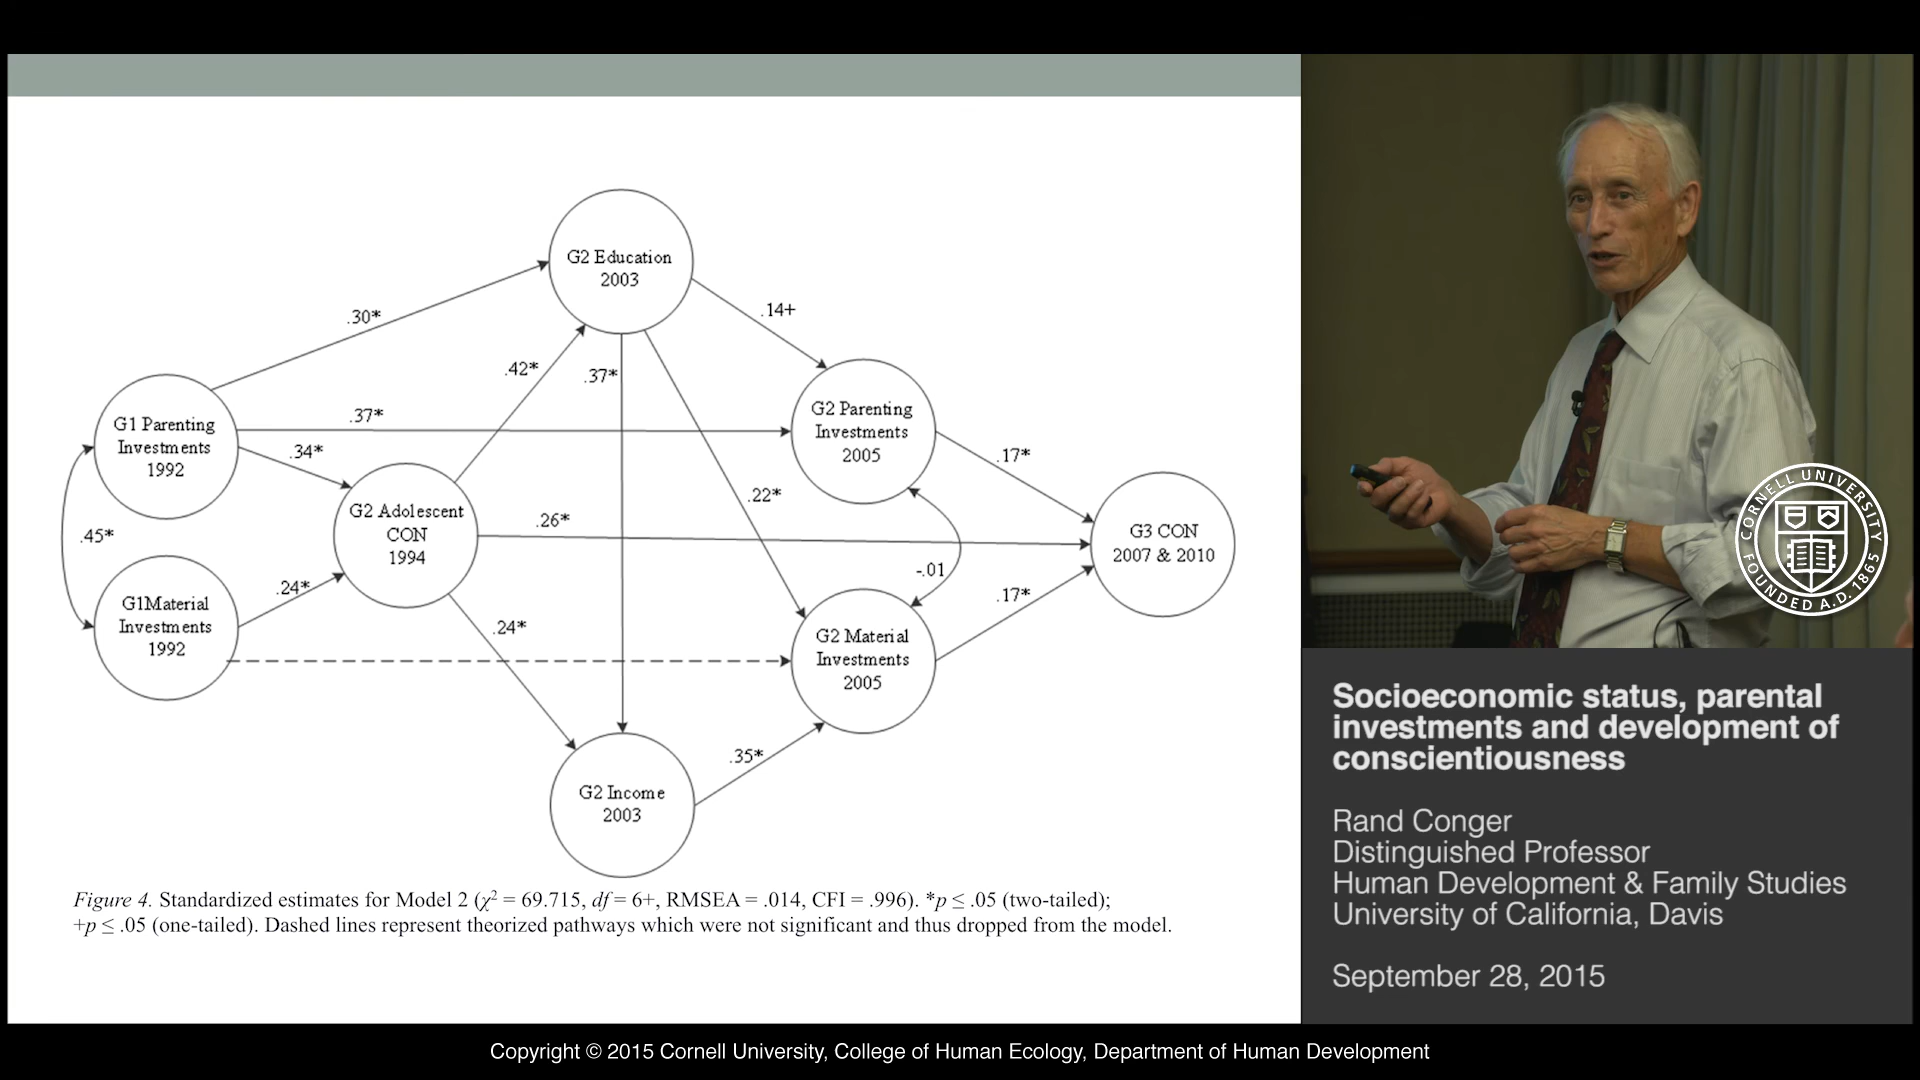 G2 Education
2003
.30*
.14+
.42*
.37*
G1 Parenting
Investments
1992
.37*
.34*
G2 Parenting
Investments
2005
.17*
.45*
G2 Adolescent
CON
1994
.26*
.22*
G3 CON
2007 & 2010
-.01
.24*
.17*
G1Material
Investments
1992
.24*
G2 Material
Investments
2005
.35*
G2 Income
2003
Figure 4. Standardized estimates for Model 2 (χ² = 69.715, df = 6+, RMSEA = .014, CFI = .996). *p ≤ .05 (two-tailed);
+p ≤ .05 (one-tailed). Dashed lines represent theorized pathways which were not significant and thus dropped from the model.
CORNELL UNIVERSITY
FOUNDED A.D. 1865
Socioeconomic status, parental
investments and development of
conscientiousness
Rand Conger
Distinguished Professor
Human Development & Family Studies
University of California, Davis
September 28, 2015
Copyright © 2015 Cornell University, College of Human Ecology, Department of Human Development